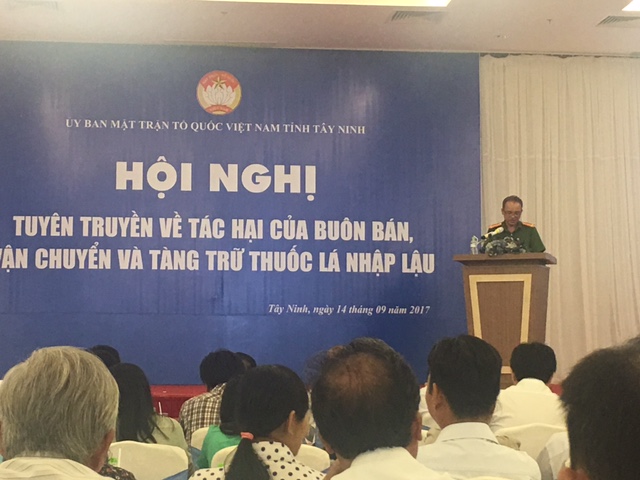 ỦY BAN MẶT TRẬN TỔ QUỐC VIỆT NAM TỈNH TÂY NINH
HỘI NGHỊ
TUYÊN TRUYỀN VỀ TÁC HẠI CỦA BUÔN BÁN,
VẬN CHUYỂN VÀ TÀNG TRỮ THUỐC LÁ NHẬP LẬU
Tây Ninh, ngày 14 tháng 09 năm 2017